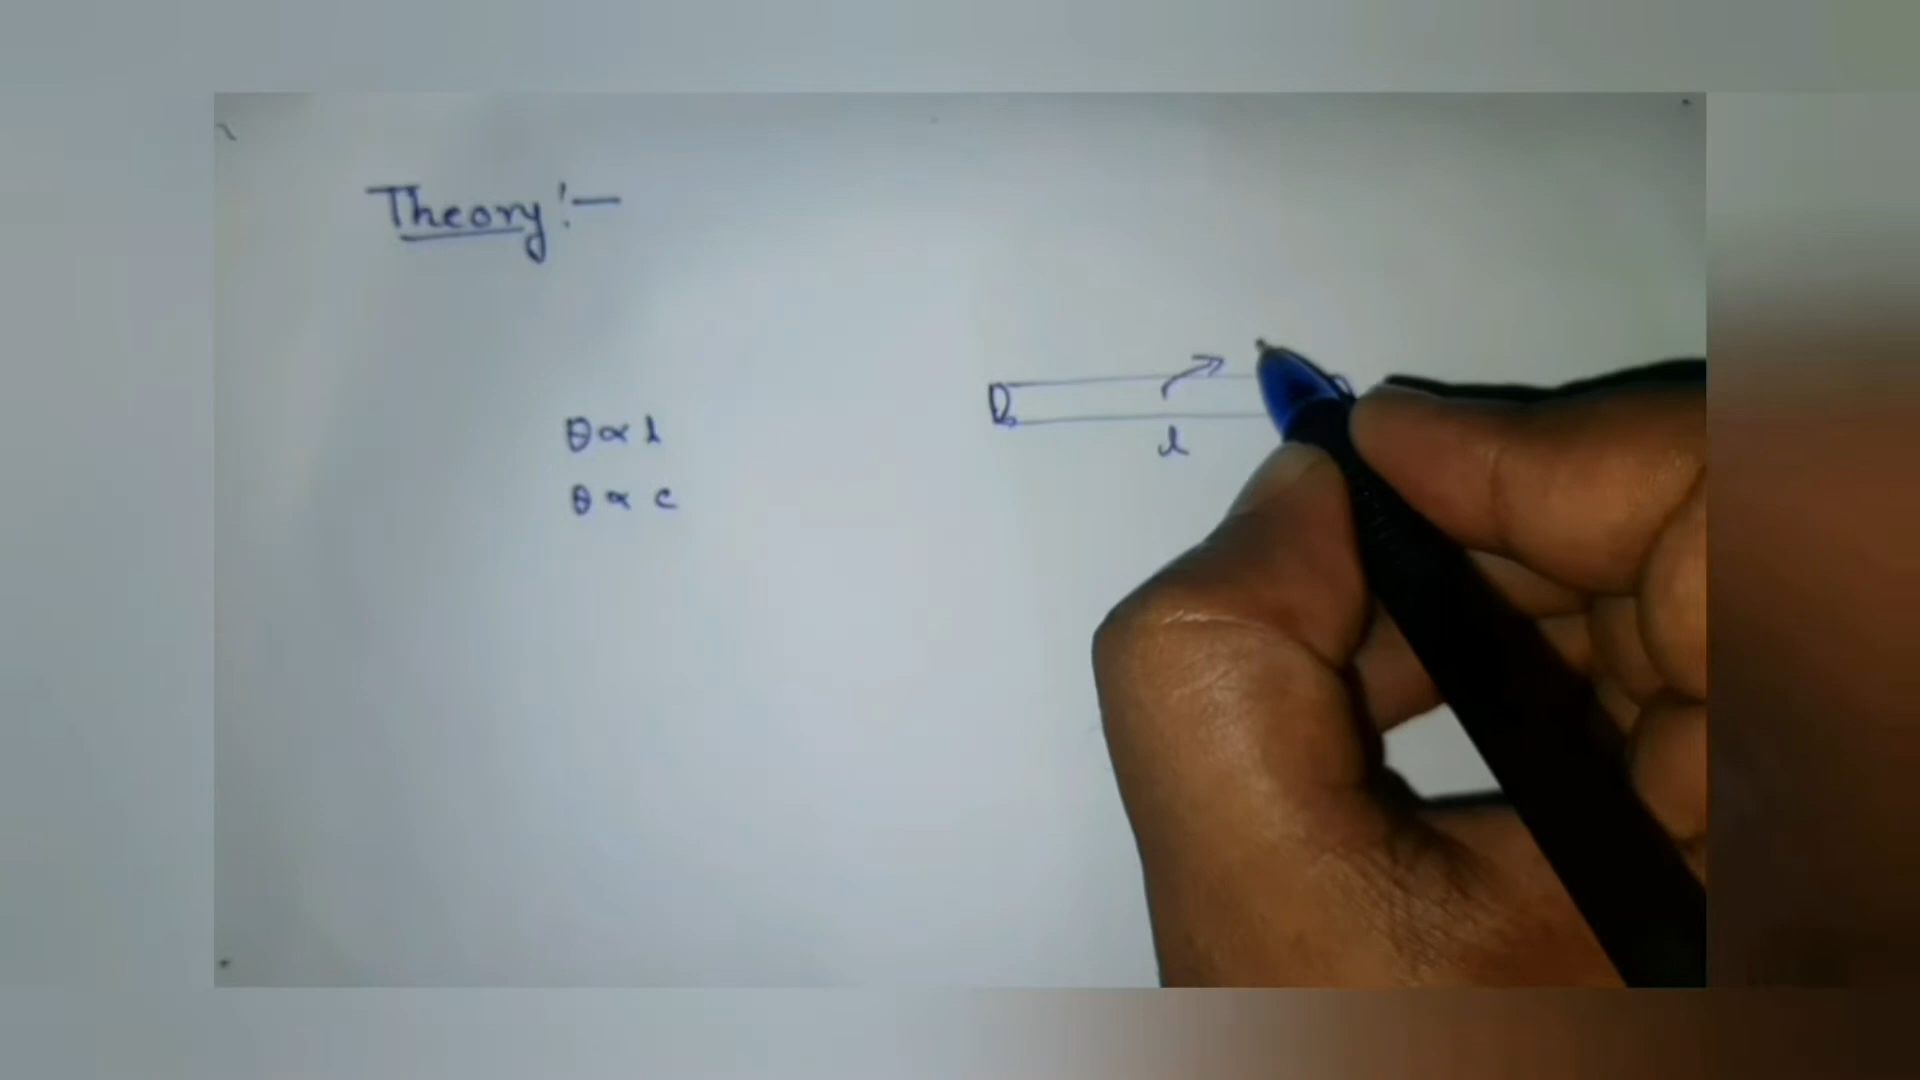 Theory:-
θ ∝ l
θ ∝ c
l